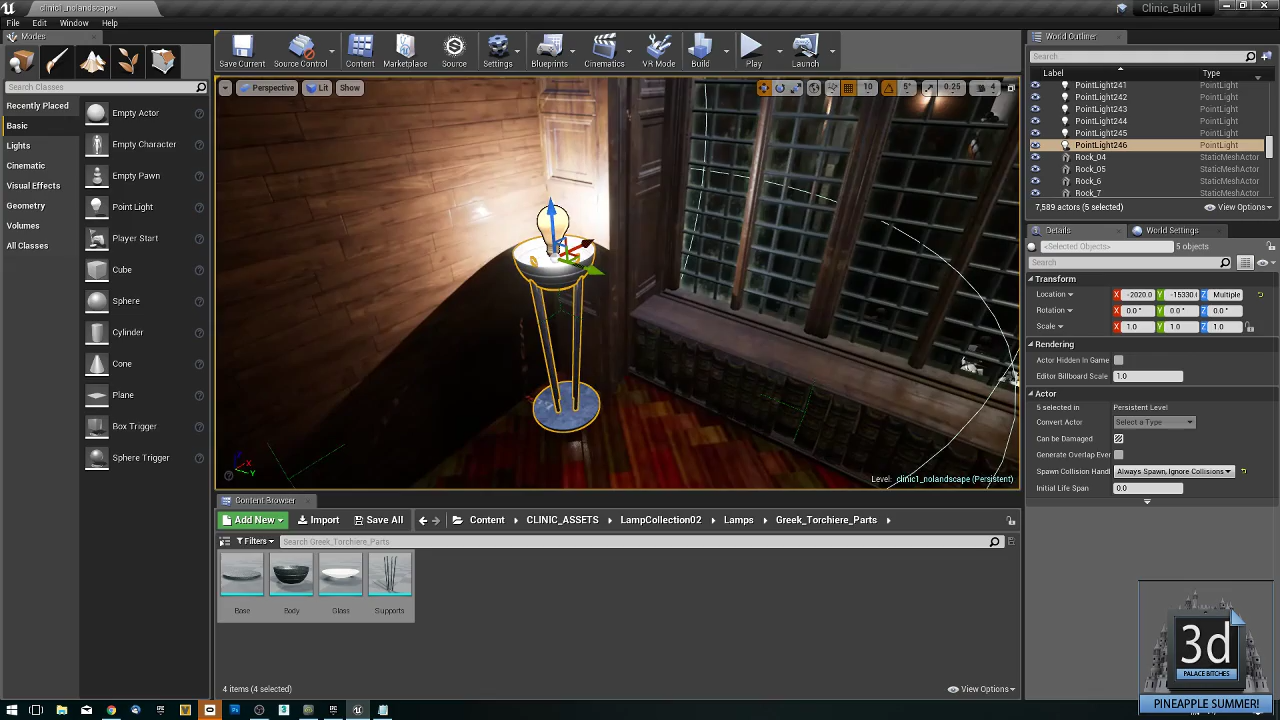 clinic1_nolandscape*
Clinic_Build1
File Edit Window Help
Modes
Search Classes
Recently Placed
Basic
Lights
Cinematic
Visual Effects
Geometry
Volumes
All Classes
Empty Actor
Empty Character
Empty Pawn
Point Light
Player Start
Cube
Sphere
Cylinder
Cone
Plane
Box Trigger
Sphere Trigger
Save Current Source Control Content Marketplace Source Settings Blueprints Cinematics VR Mode Build Play Launch
Perspective Lit Show 10 5° 0.25 4
X Y
Level: clinic1_nolandscape (Persistent)
Content Browser
Add New Import Save All Content CLINIC_ASSETS LampCollection02 Lamps Greek_Torchiere_Parts
Filters Search Greek_Torchiere_Parts
Base Body Glass Supports
4 items (4 selected) View Options
World Outliner
Search
Label Type
PointLight241 PointLight
PointLight242 PointLight
PointLight243 PointLight
PointLight244 PointLight
PointLight245 PointLight
PointLight246 PointLight
Rock_04 StaticMeshActor
Rock_05 StaticMeshActor
Rock_6 StaticMeshActor
Rock_7 StaticMeshActor
7,589 actors (5 selected) View Options
Details World Settings
<Selected Objects> 5 objects
Search
Transform
Location X -2020.0 Y -15330.0 Z Multiple
Rotation X 0.0 ° Y 0.0 ° Z 0.0 °
Scale X 1.0 Y 1.0 Z 1.0
Rendering
Actor Hidden In Game
Editor Billboard Scale 1.0
Actor
5 selected in Persistent Level
Convert Actor Select a Type
Can be Damaged
Generate Overlap Ever
Spawn Collision Handl Always Spawn, Ignore Collisions
Initial Life Span 0.0
3d
PALACE BITCHES
PINEAPPLE SUMMER!